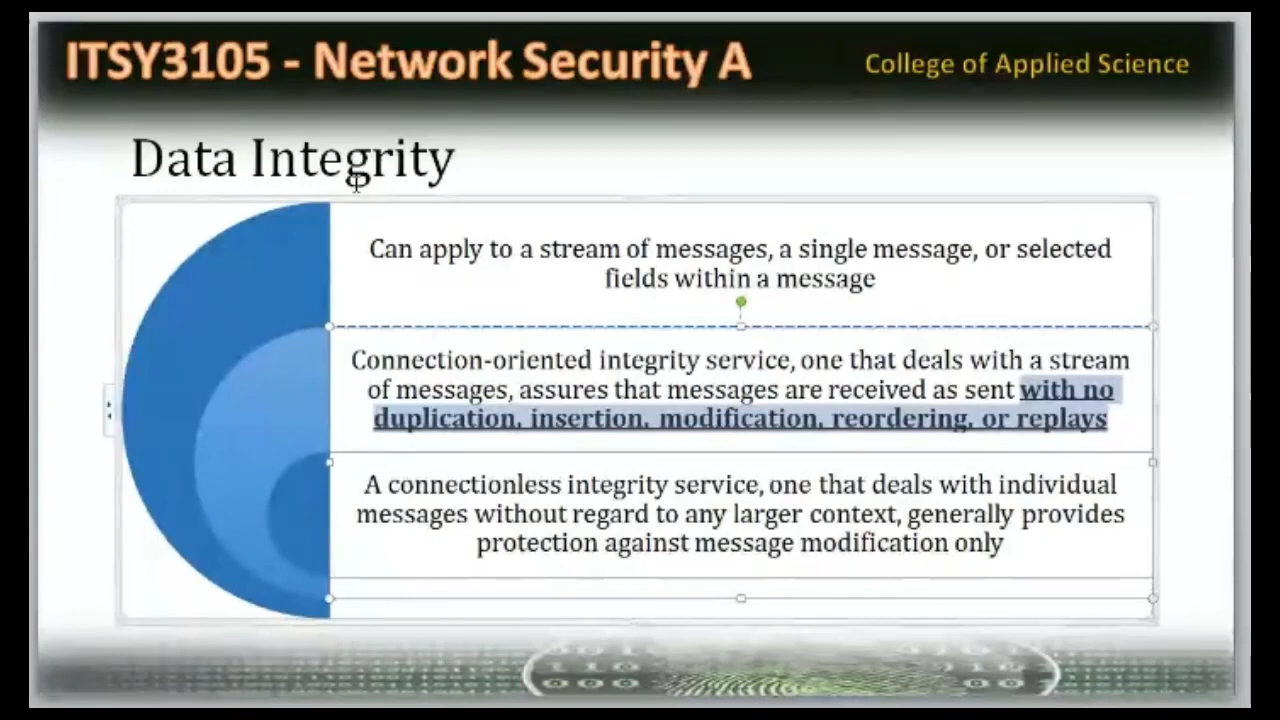 ITSY3105 - Network Security A
College of Applied Science
Data Integrity
Can apply to a stream of messages, a single message, or selected
fields within a message
Connection-oriented integrity service, one that deals with a stream
of messages, assures that messages are received as sent with no
duplication, insertion, modification, reordering, or replays
A connectionless integrity service, one that deals with individual
messages without regard to any larger context, generally provides
protection against message modification only